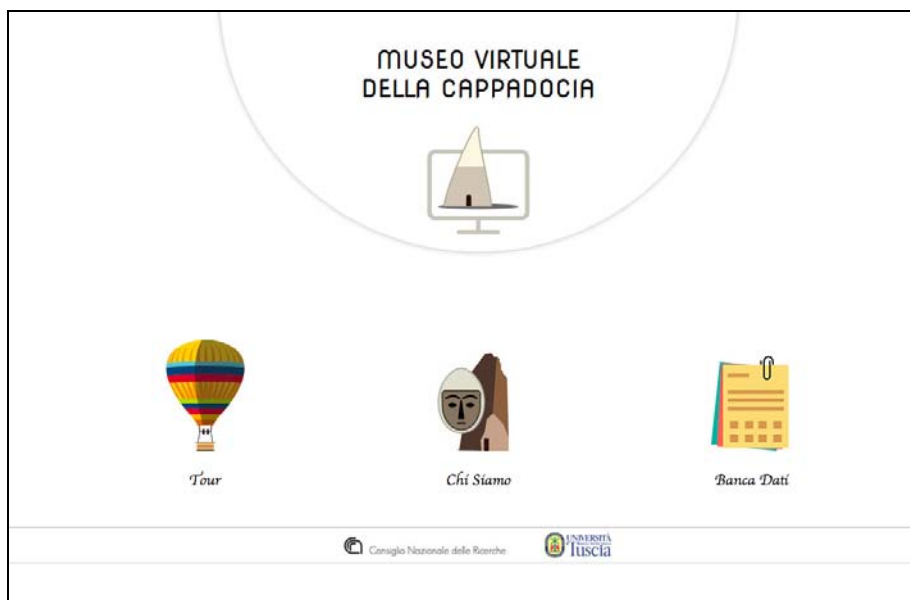 MUSEO VIRTUALE
DELLA CAPPADOCIA
Tour
Chi Siamo
Banca Dati
Consiglio Nazionale delle Ricerche
UNIVERSITÀ
Tuscia